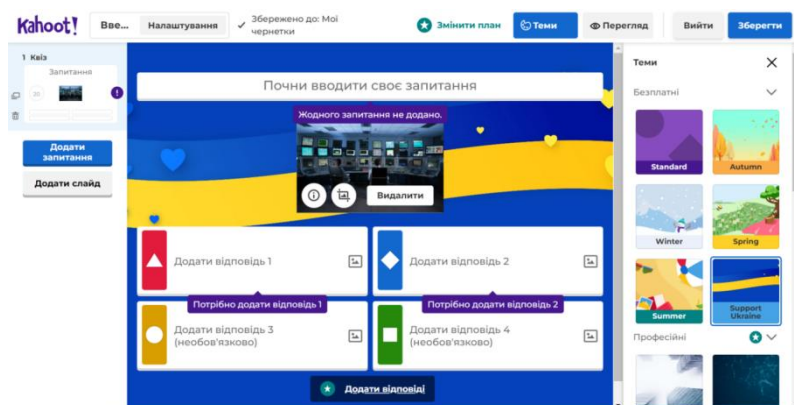 Kahoot!
Вве...
Налаштування
Збережено до: Мої
чернетки
Змінити план
Теми
Перегляд
Вийти
Зберегти
1 Квіз
Запитання
Додати
запитання
Додати слайд
Почни вводити своє запитання
Жодного запитання не додано.
Видалити
Додати відповідь 1
Додати відповідь 2
Потрібно додати відповідь 1
Потрібно додати відповідь 2
Додати відповідь 3
(необов'язково)
Додати відповідь 4
(необов'язково)
Додати відповіді
Теми
Безплатні
Standard
Autumn
Winter
Spring
Summer
Support
Ukraine
Професійні